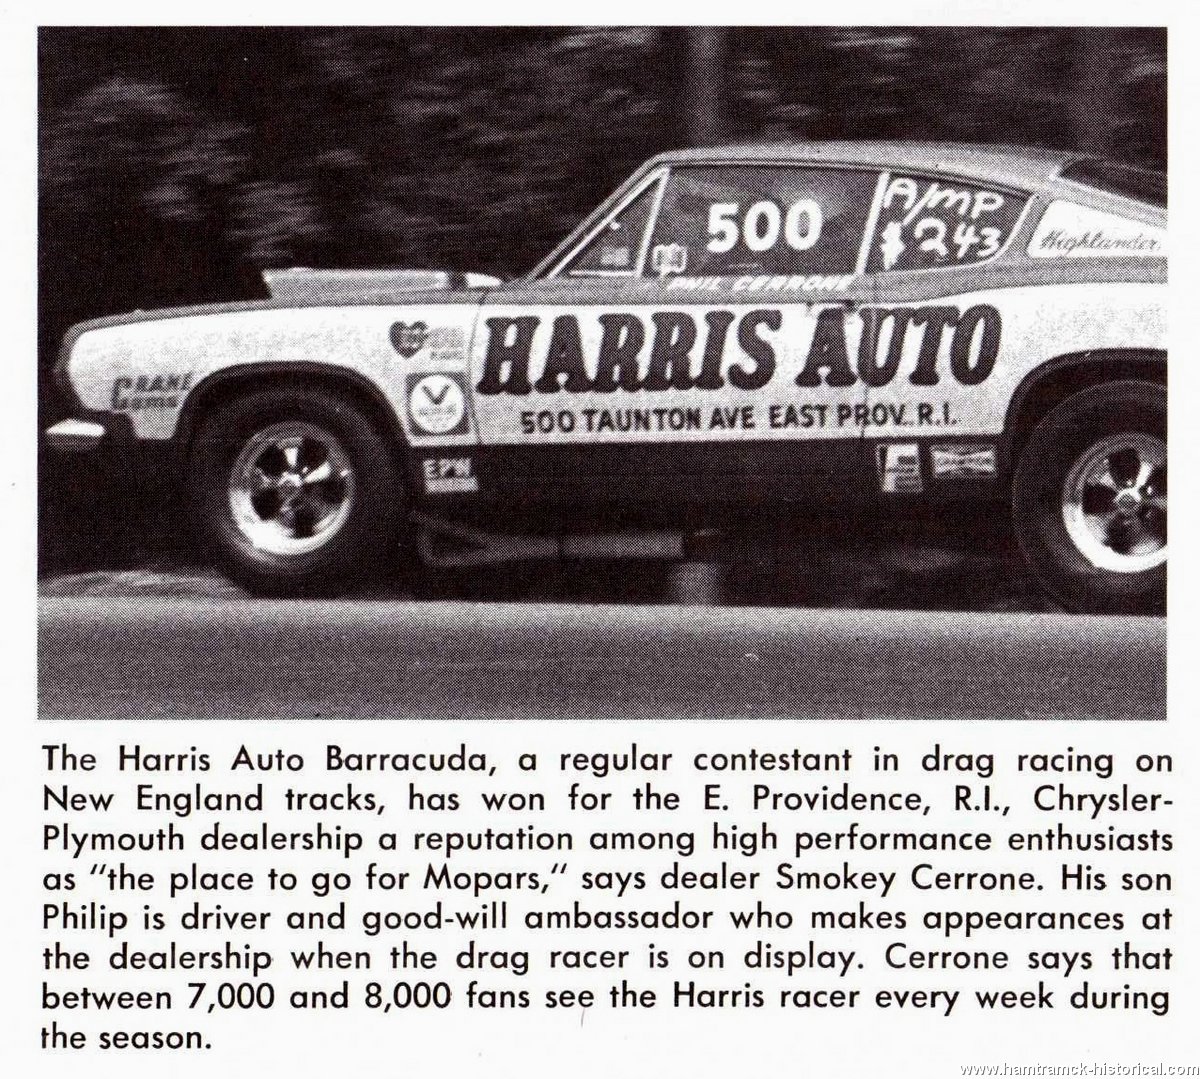 500
A/MP
$243
Highlander
PHIL CERRONE
HARRIS AUTO
500 TAUNTON AVE EAST PROV. R.I.
CRANE
Cams
The Harris Auto Barracuda, a regular contestant in drag racing on
New England tracks, has won for the E. Providence, R.I., Chrysler-
Plymouth dealership a reputation among high performance enthusiasts
as "the place to go for Mopars," says dealer Smokey Cerrone. His son
Philip is driver and good-will ambassador who makes appearances at
the dealership when the drag racer is on display. Cerrone says that
between 7,000 and 8,000 fans see the Harris racer every week during
the season.
www.hamtramck-historical.com